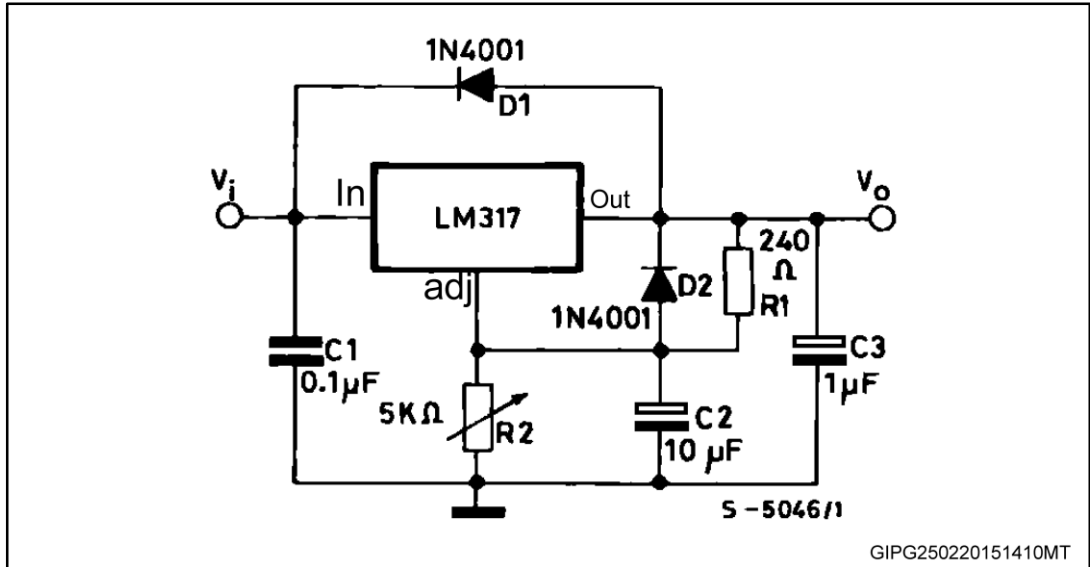 1N4001
D1
Vi
In
LM317
Out
Vo
adj
D2
1N4001
240
Ω
R1
C1
0.1µF
5KΩ
R2
C2
10 µF
C3
1µF
S-5046/1
GIPG250220151410MT